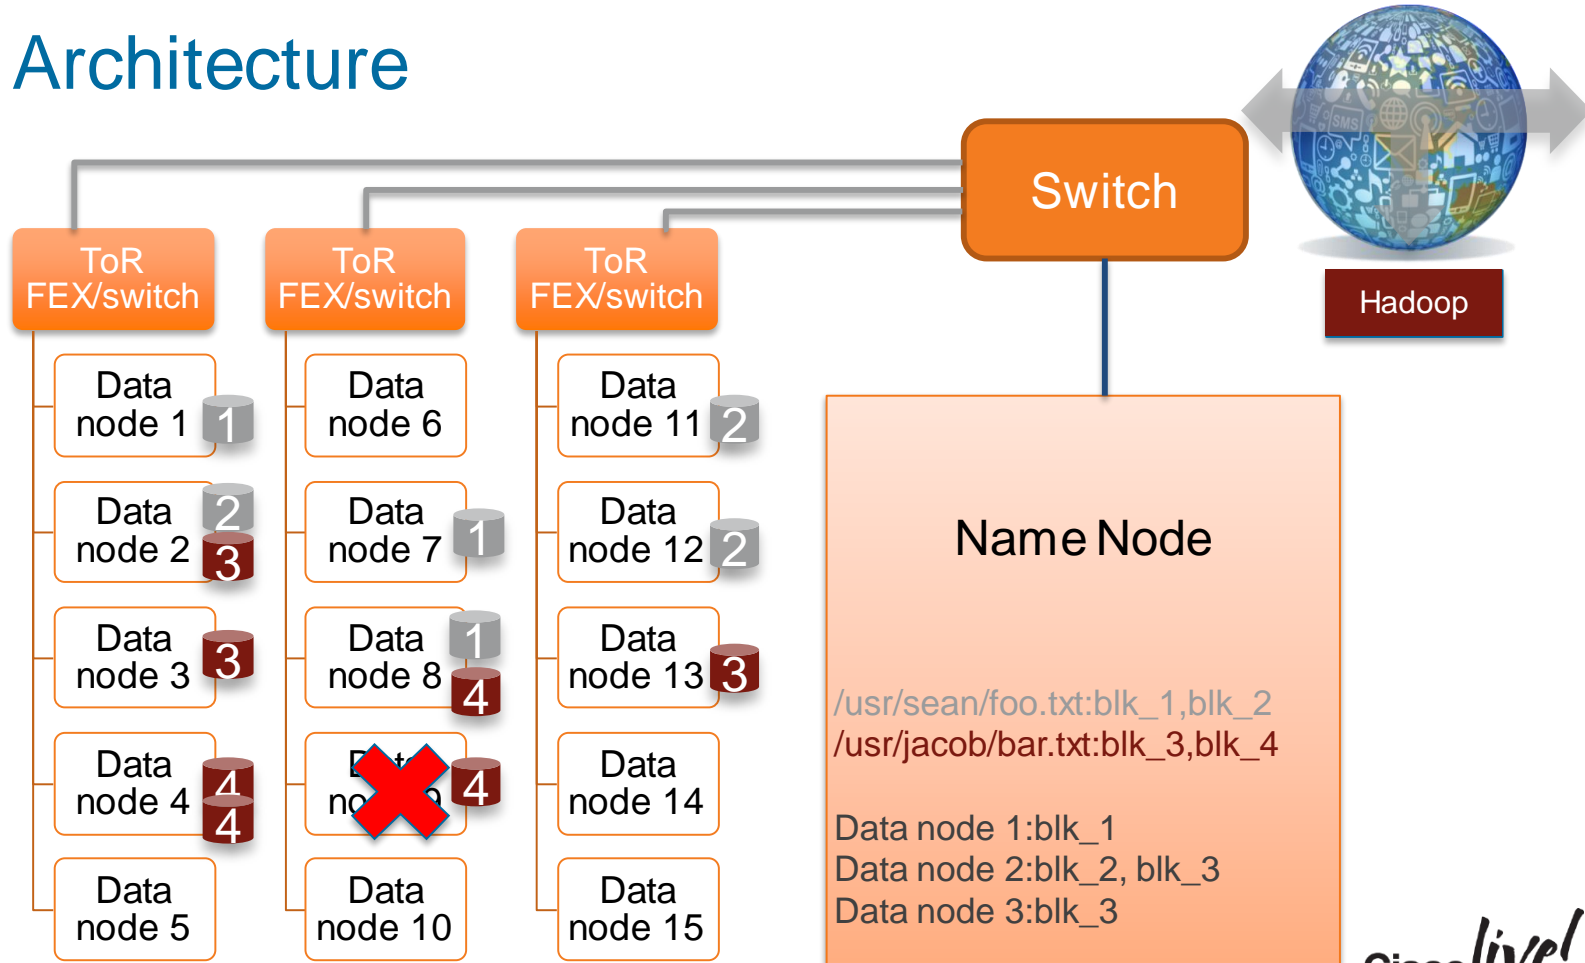 Architecture
Switch
SMS
Hadoop
ToR
FEX/switch
ToR
FEX/switch
ToR
FEX/switch
Data
node 1
1
Data
node 2
2
3
Data
node 3
3
Data
node 4
4
4
Data
node 5
Data
node 6
Data
node 7
1
Data
node 8
1
4
Data
4
Data
node 10
Data
node 11
2
Data
node 12
2
Data
node 13
3
Data
node 14
Data
node 15
Name Node
/usr/sean/foo.txt:blk_1,blk_2
/usr/jacob/bar.txt:blk_3,blk_4
Data node 1:blk_1
Data node 2:blk_2, blk_3
Data node 3:blk_3
Cisco live!